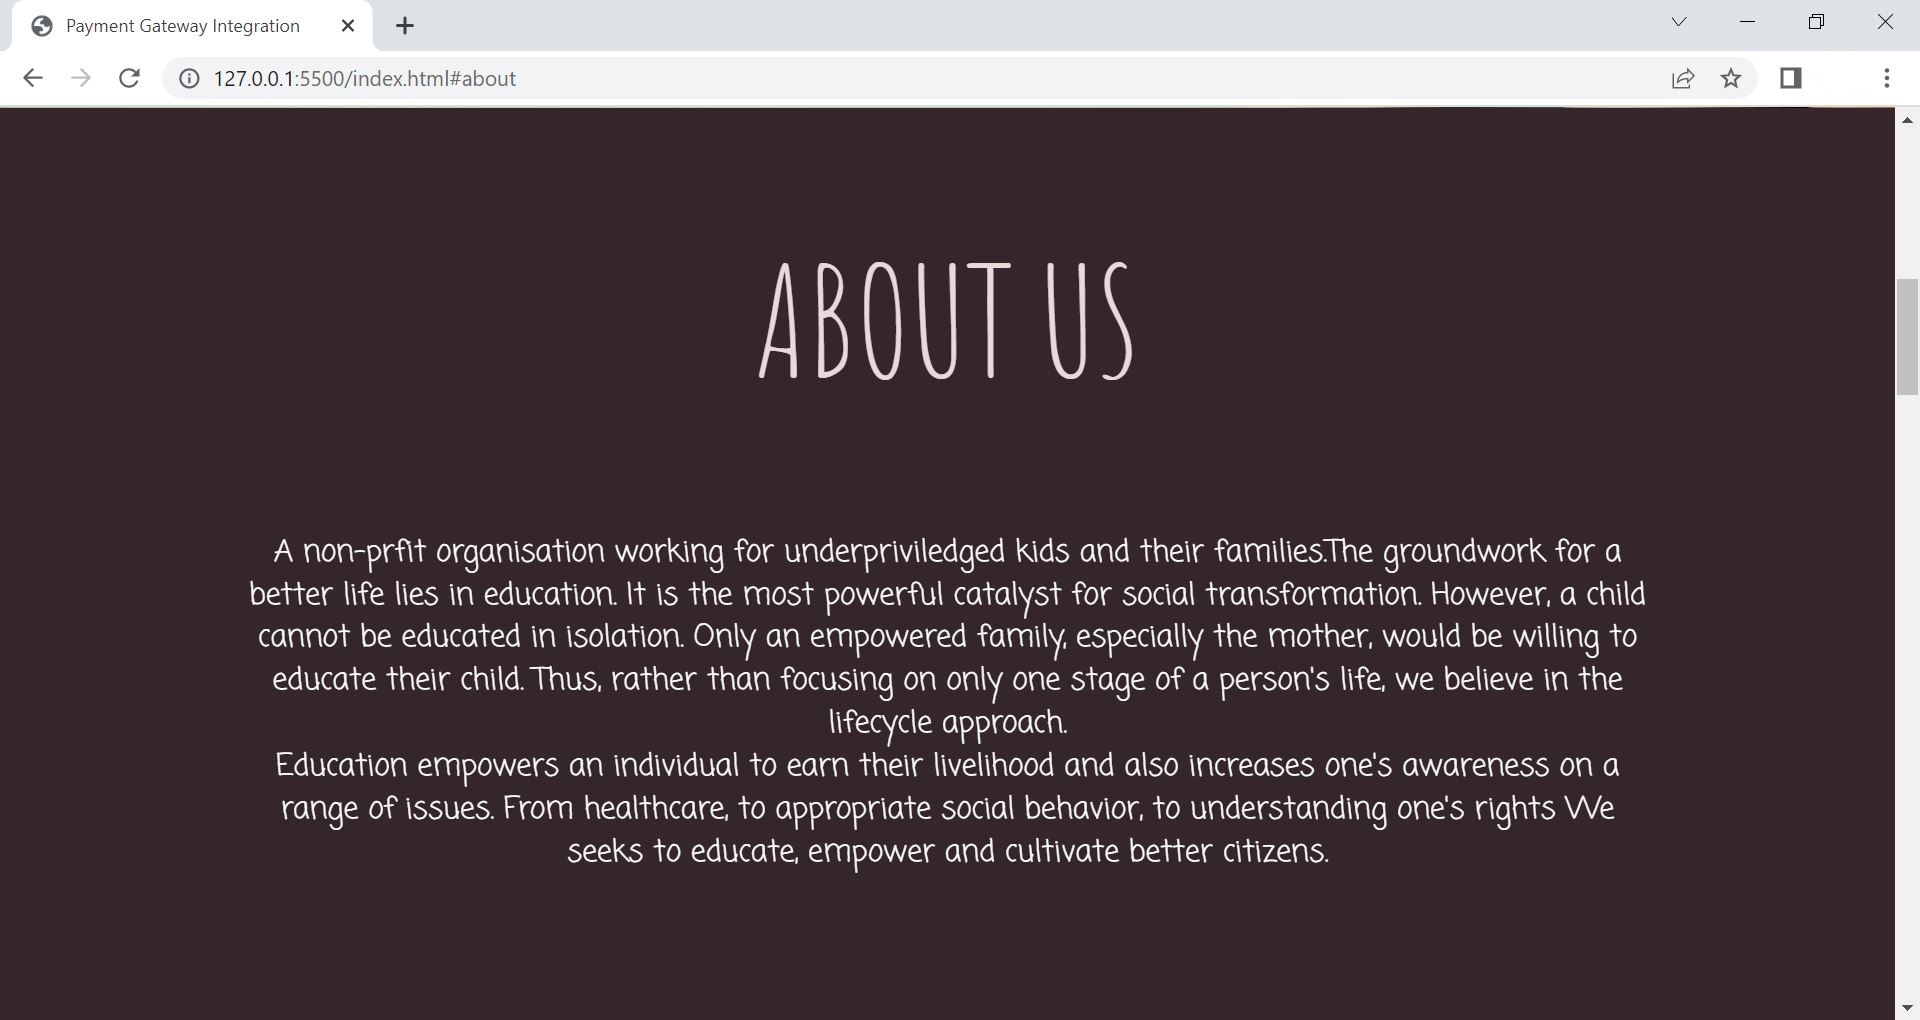 Payment Gateway Integration
127.0.0.1:5500/index.html#about
ABOUT US
A non-prfit organisation working for underpriviledged kids and their families.The groundwork for a
better life lies in education. It is the most powerful catalyst for social transformation. However, a child
cannot be educated in isolation. Only an empowered family, especially the mother, would be willing to
educate their child. Thus, rather than focusing on only one stage of a person's life, we believe in the
lifecycle approach.
Education empowers an individual to earn their livelihood and also increases one's awareness on a
range of issues. From healthcare, to appropriate social behavior, to understanding one's rights We
seeks to educate, empower and cultivate better citizens.